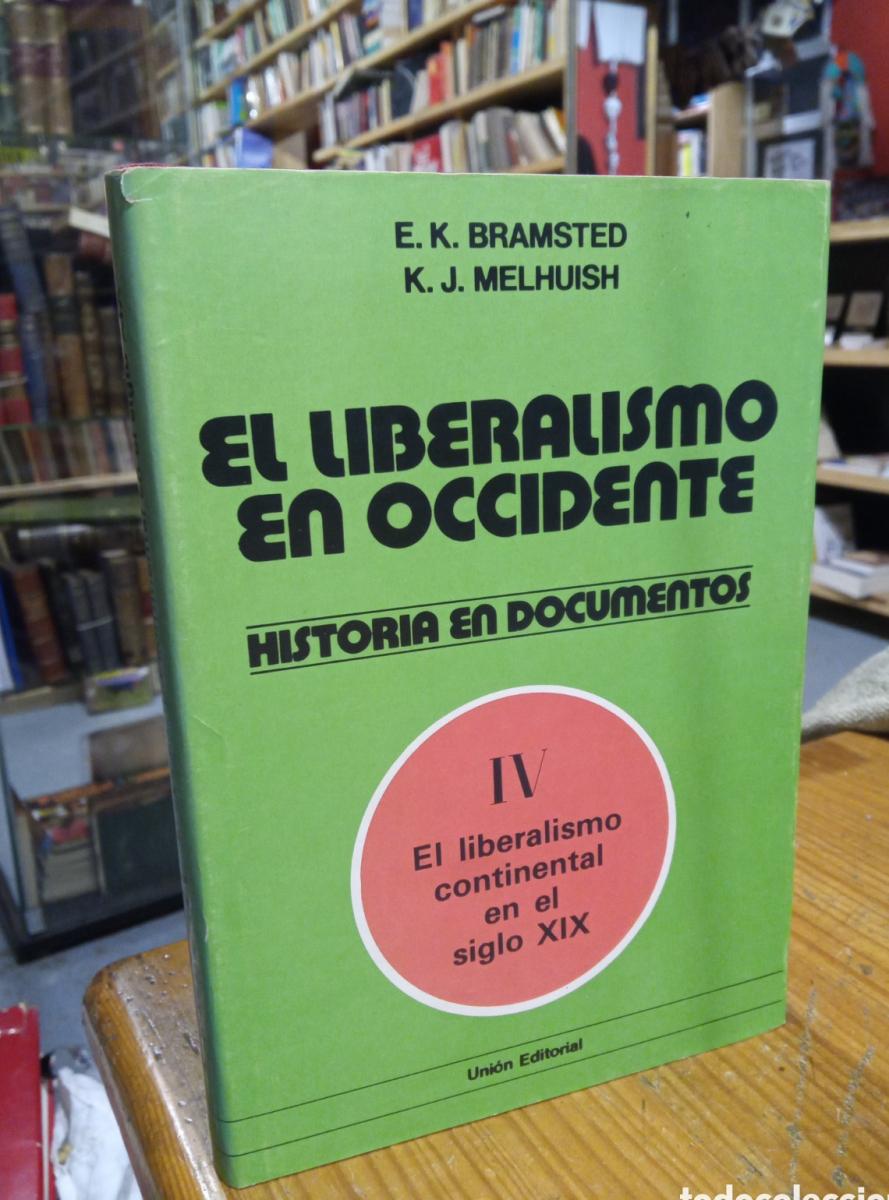 E. K. BRAMSTED
K. J. MELHUISH
EL LIBERALISMO
EN OCCIDENTE
HISTORIA EN DOCUMENTOS
IV
El liberalismo
continental
en el
siglo XIX
Unión Editorial